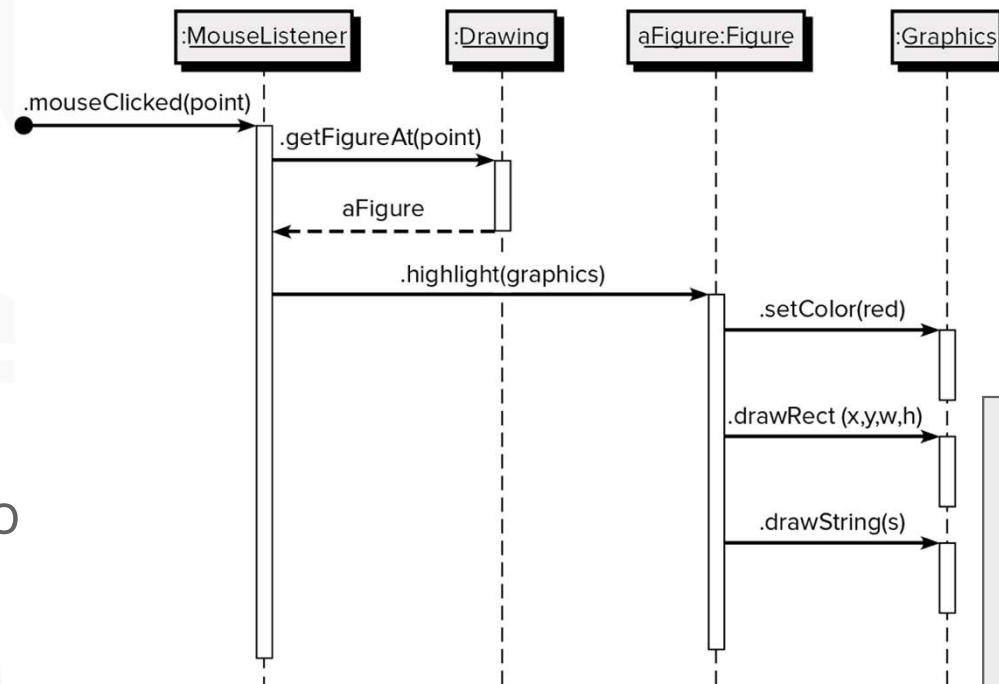 :MouseListener
:Drawing
aFigure:Figure
:Graphics
.mouseClicked(point)
.getFigureAt(point)
aFigure
.highlight(graphics)
.setColor(red)
.drawRect (x,y,w,h)
.drawString(s)